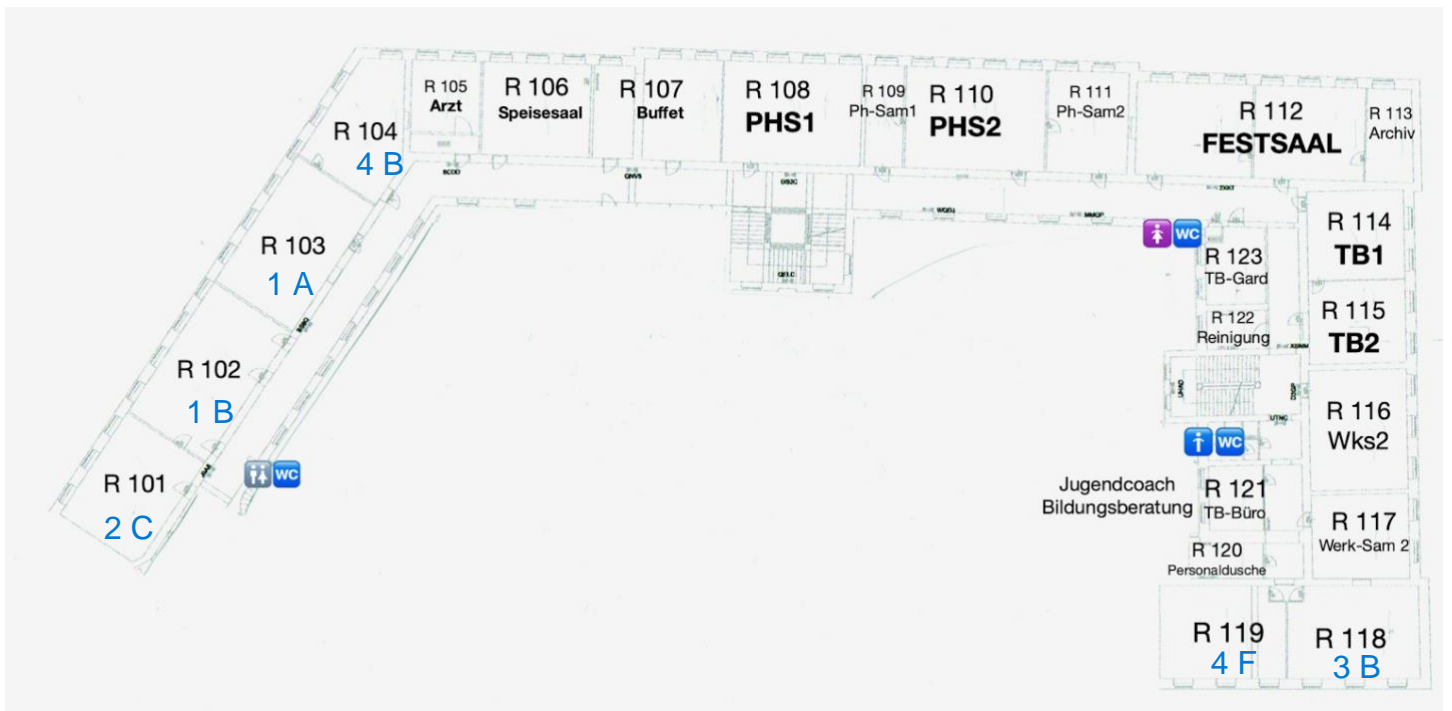 R 105
Arzt
R 106
Speisesaal
R 107
Buffet
R 108
PHS1
R 109
Ph-Sam1
R 110
PHS2
R 111
Ph-Sam2
R 112
FESTSAAL
R 113
Archiv
R 104
4 B
R 103
1 A
R 102
1 B
R 101
2 C
WC
WC
R 123
TB-Gard
R 122
Reinigung
R 114
TB1
R 115
TB2
R 116
Wks2
WC
Jugendcoach
Bildungsberatung
R 121
TB-Büro
R 117
Werk-Sam 2
R 120
Personaldusche
R 119
4 F
R 118
3 B